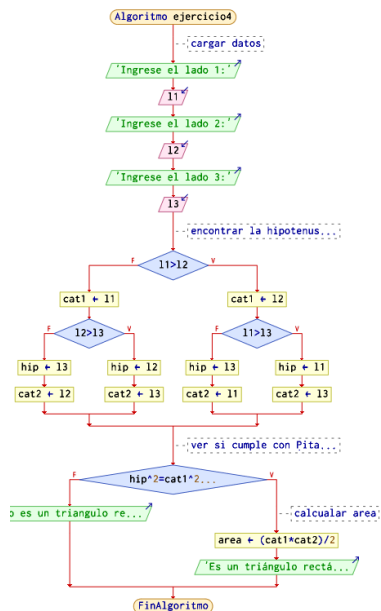 Algoritmo ejercicio4
cargar datos
'Ingrese el lado 1:'
l1
'Ingrese el lado 2:'
l2
'Ingrese el lado 3:'
l3
encontrar la hipotenus...
l1>l2
F
V
cat1 ← l1
cat1 ← l2
F
l2>l3
V
F
l1>l3
V
hip ← l3
hip ← l2
hip ← l3
hip ← l1
cat2 ← l2
cat2 ← l3
cat2 ← l1
cat2 ← l3
ver si cumple con Pita...
F
hip^2=cat1^2...
V
o es un triangulo re...
calcualar area
area ← (cat1*cat2)/2
'Es un triángulo rectá...
FinAlgoritmo